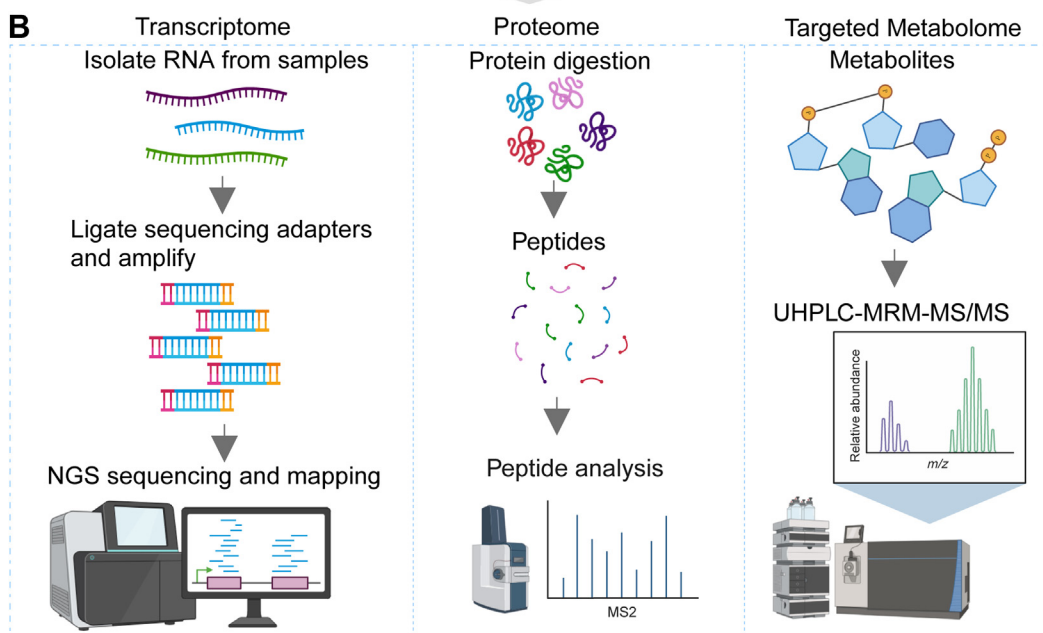 B
Transcriptome
Isolate RNA from samples
Ligate sequencing adapters
and amplify
NGS sequencing and mapping
Proteome
Protein digestion
Peptides
Peptide analysis
MS2
Targeted Metabolome
Metabolites
P
P
UHPLC-MRM-MS/MS
Relative abundance
m/z